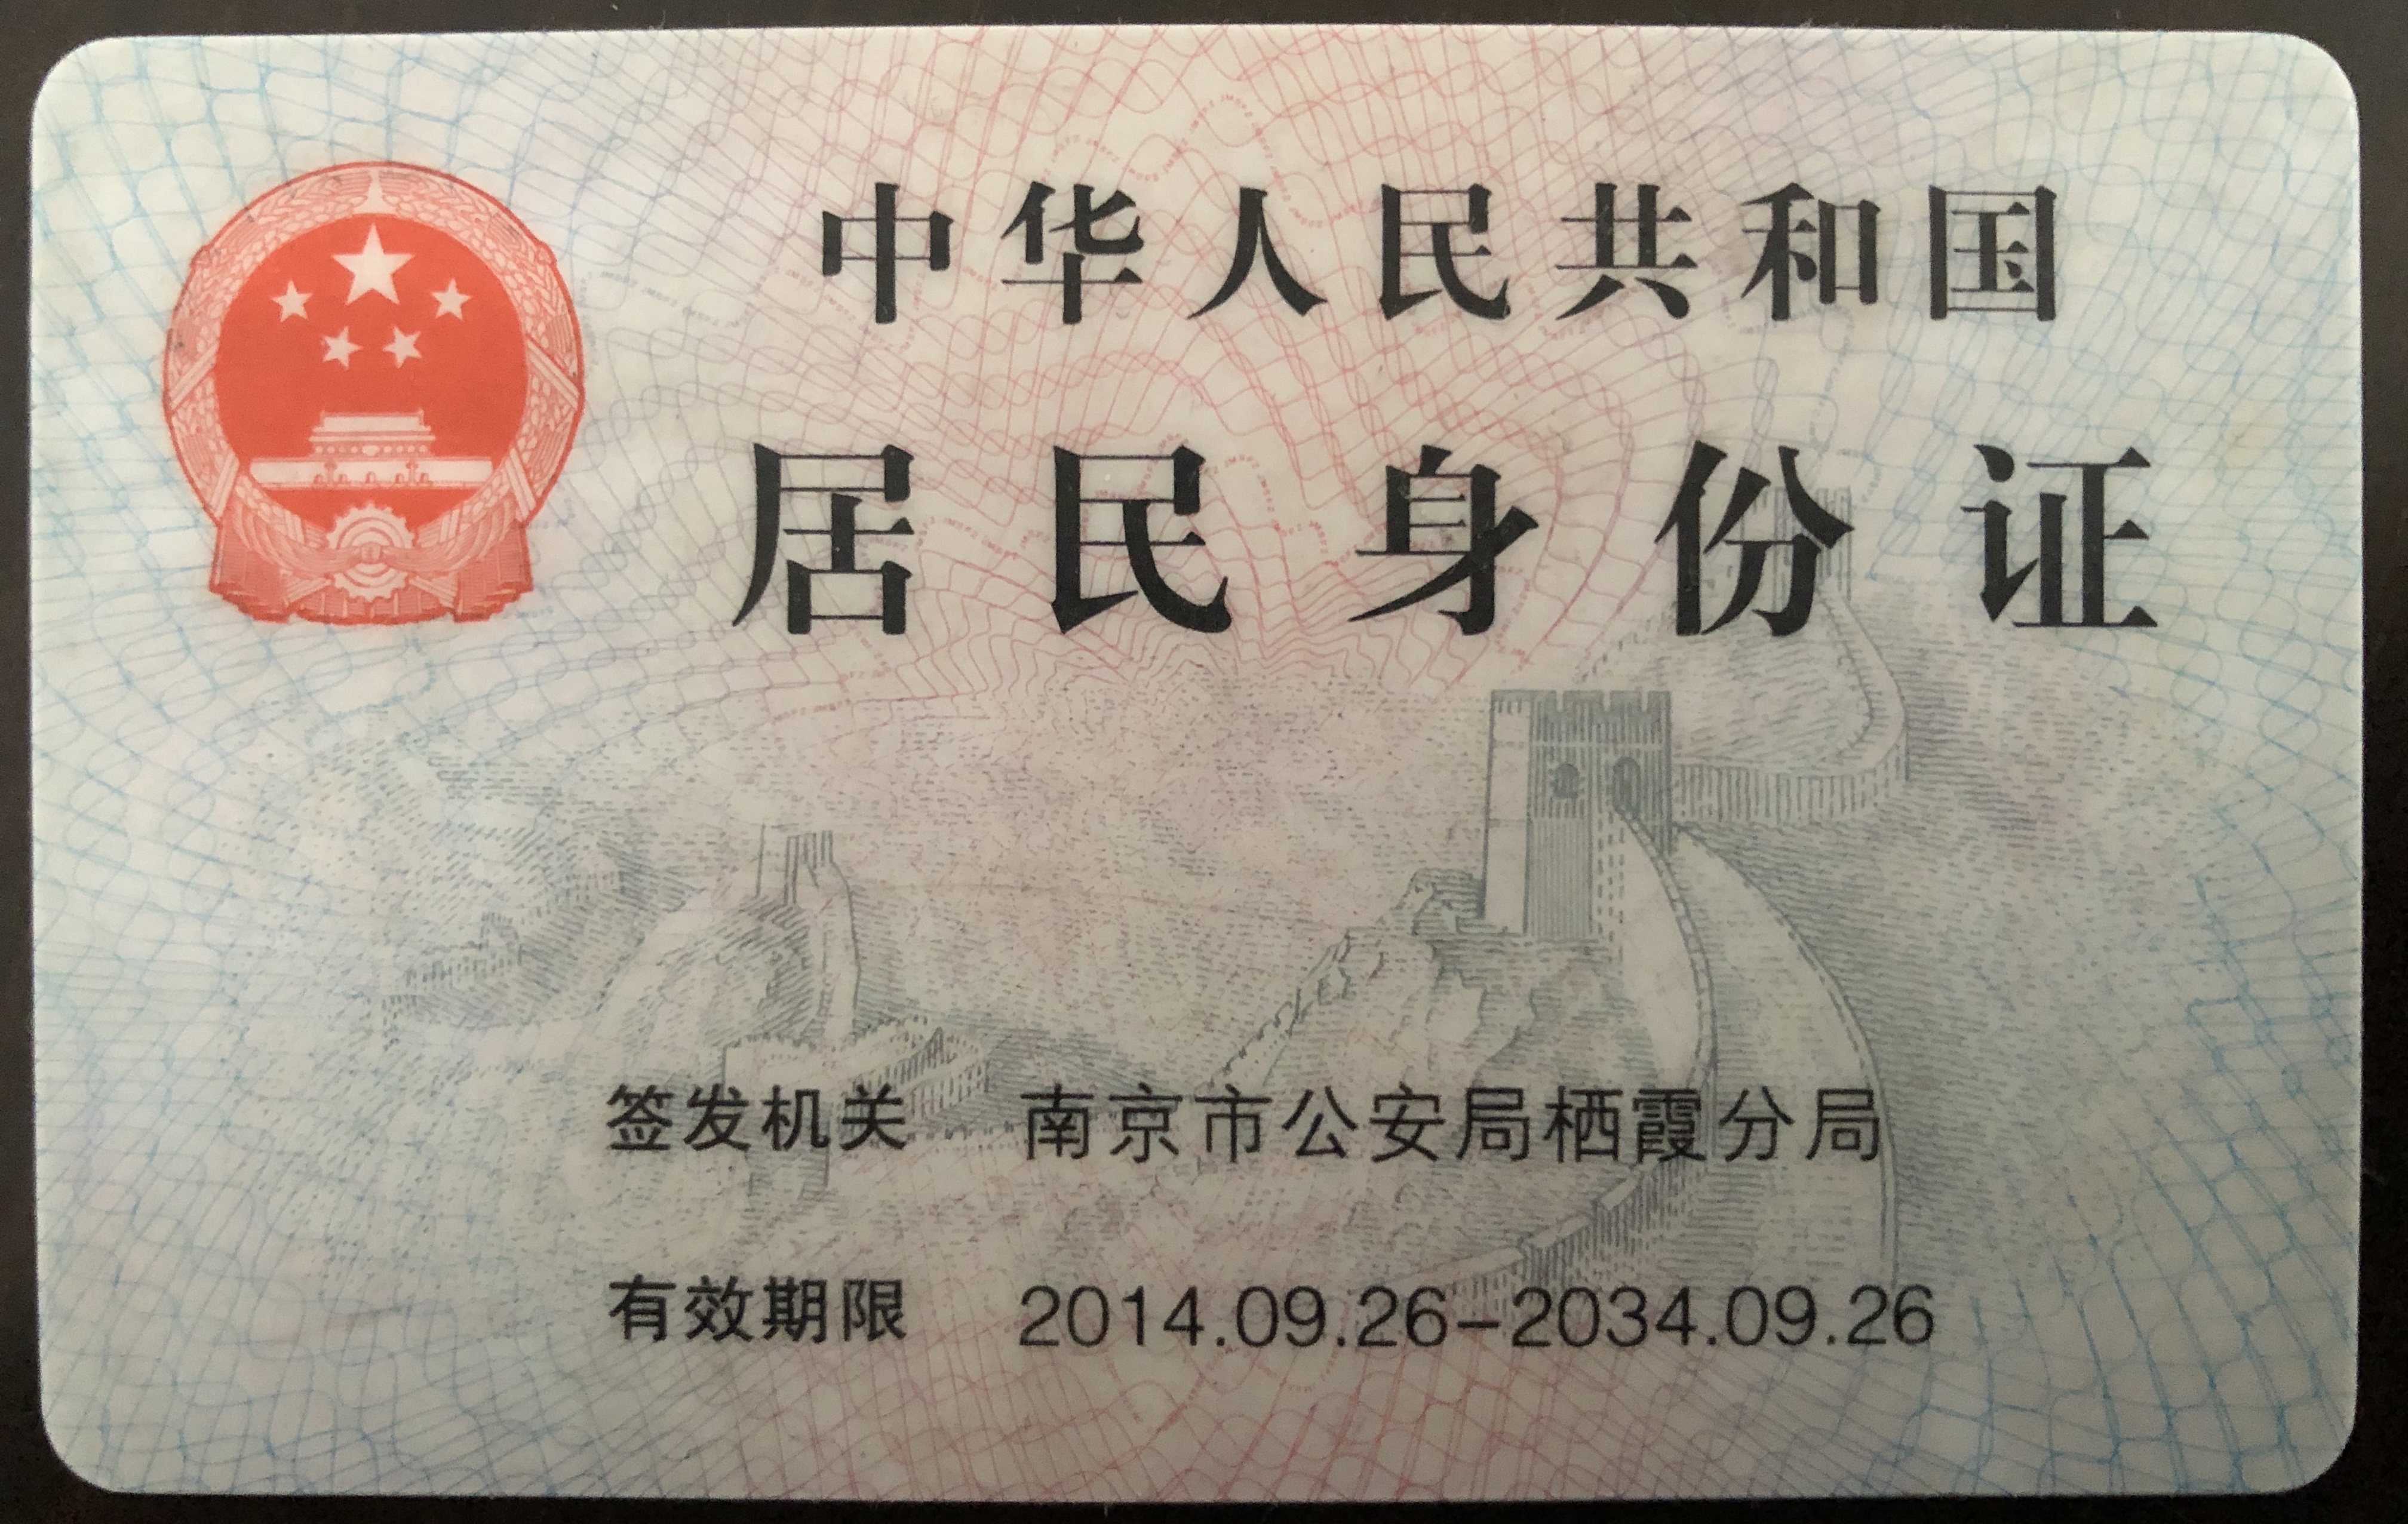 中华人民共和国
居民身份证
签发机关 南京市公安局栖霞分局
有效期限 2014.09.26-2034.09.26